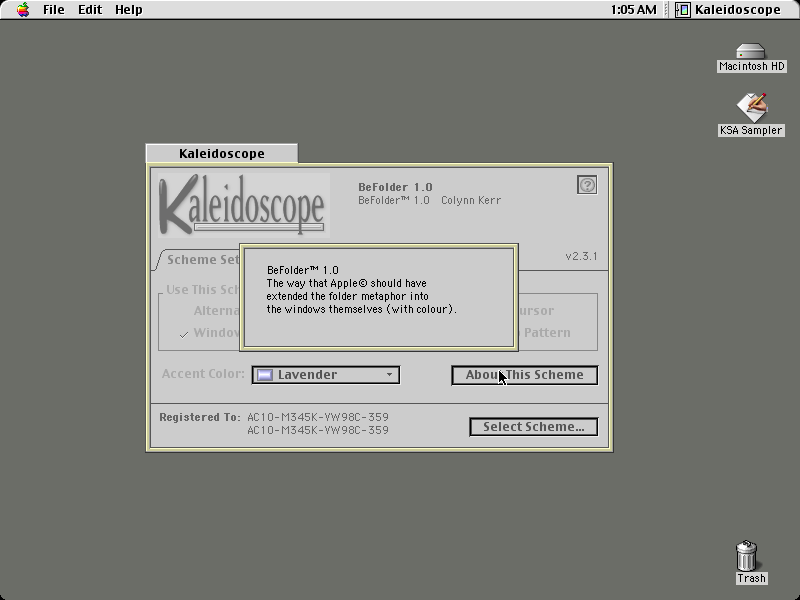 File Edit Help
1:05 AM Kaleidoscope
Macintosh HD
KSA Sampler
Kaleidoscope
Kaleidoscope
BeFolder 1.0
BeFolder™ 1.0 Colynn Kerr
v2.3.1
Scheme Set
BeFolder™ 1.0
The way that Apple© should have
extended the folder metaphor into
the windows themselves (with colour).
Use This Sch
Alterna
ursor
Window
Pattern
Accent Color: Lavender
About This Scheme
Registered To: AC10-M345K-YW98C-359
AC10-M345K-YW98C-359
Select Scheme...
Trash